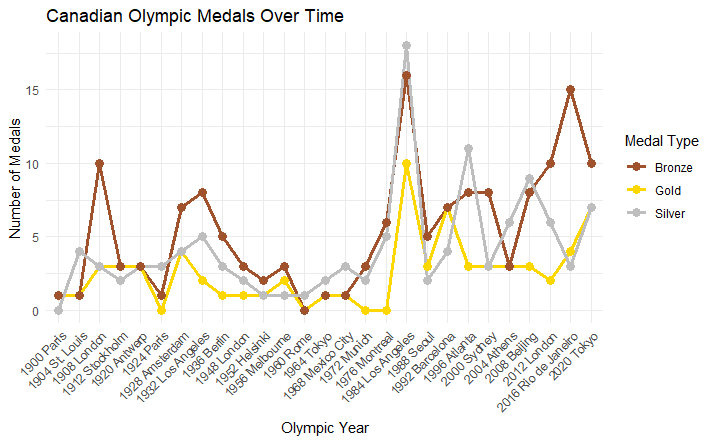 Canadian Olympic Medals Over Time
Number of Medals
15
10
5
0
1900 Paris
1904 St. Louis
1908 London
1912 Stockholm
1920 Antwerp
1924 Paris
1928 Amsterdam
1932 Los Angeles
1936 Berlin
1948 London
1952 Helsinki
1956 Melbourne
1960 Rome
1964 Tokyo
1968 Mexico City
1972 Munich
1976 Montreal
1984 Los Angeles
1988 Seoul
1992 Barcelona
1996 Atlanta
2000 Sydney
2004 Athens
2008 Beijing
2012 London
2016 Rio de Janeiro
2020 Tokyo
Olympic Year
Medal Type
Bronze
Gold
Silver